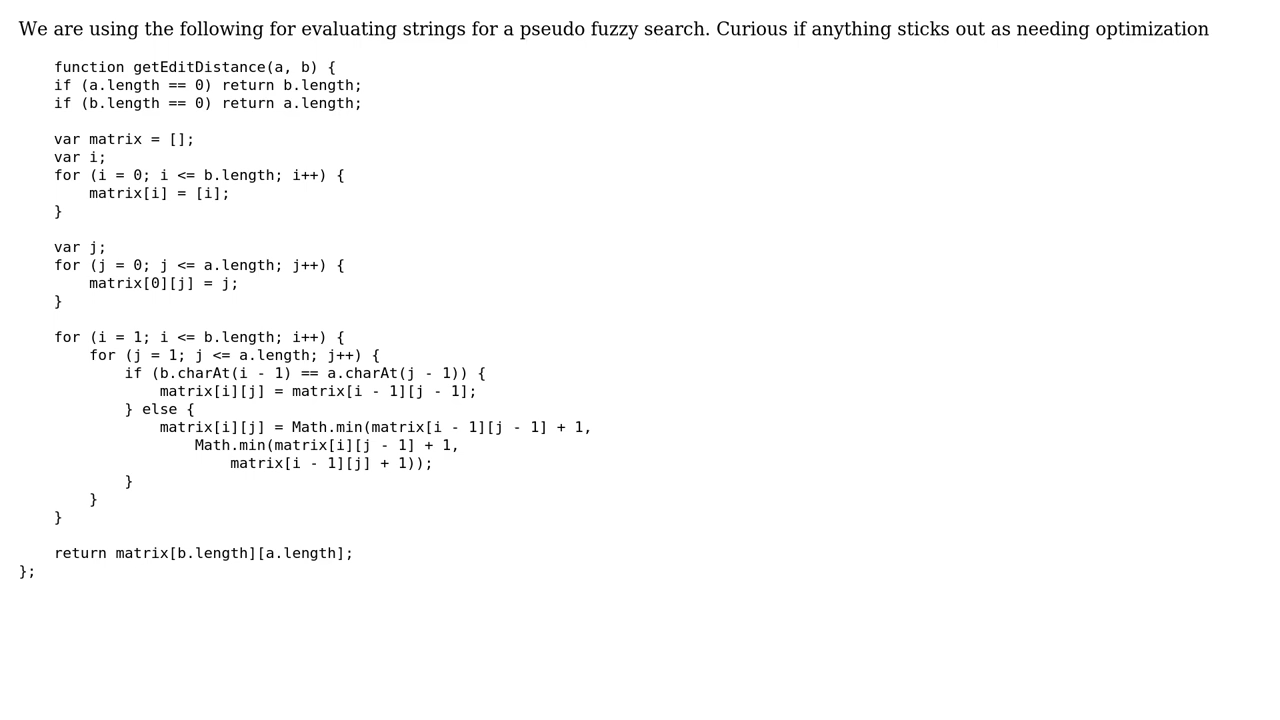 We are using the following for evaluating strings for a pseudo fuzzy search. Curious if anything sticks out as needing optimization
    function getEditDistance(a, b) {
    if (a.length == 0) return b.length;
    if (b.length == 0) return a.length;

    var matrix = [];
    var i;
    for (i = 0; i <= b.length; i++) {
        matrix[i] = [i];
    }

    var j;
    for (j = 0; j <= a.length; j++) {
        matrix[0][j] = j;
    }

    for (i = 1; i <= b.length; i++) {
        for (j = 1; j <= a.length; j++) {
            if (b.charAt(i - 1) == a.charAt(j - 1)) {
                matrix[i][j] = matrix[i - 1][j - 1];
            } else {
                matrix[i][j] = Math.min(matrix[i - 1][j - 1] + 1,
                    Math.min(matrix[i][j - 1] + 1,
                        matrix[i - 1][j] + 1));
            }
        }
    }

    return matrix[b.length][a.length];
};